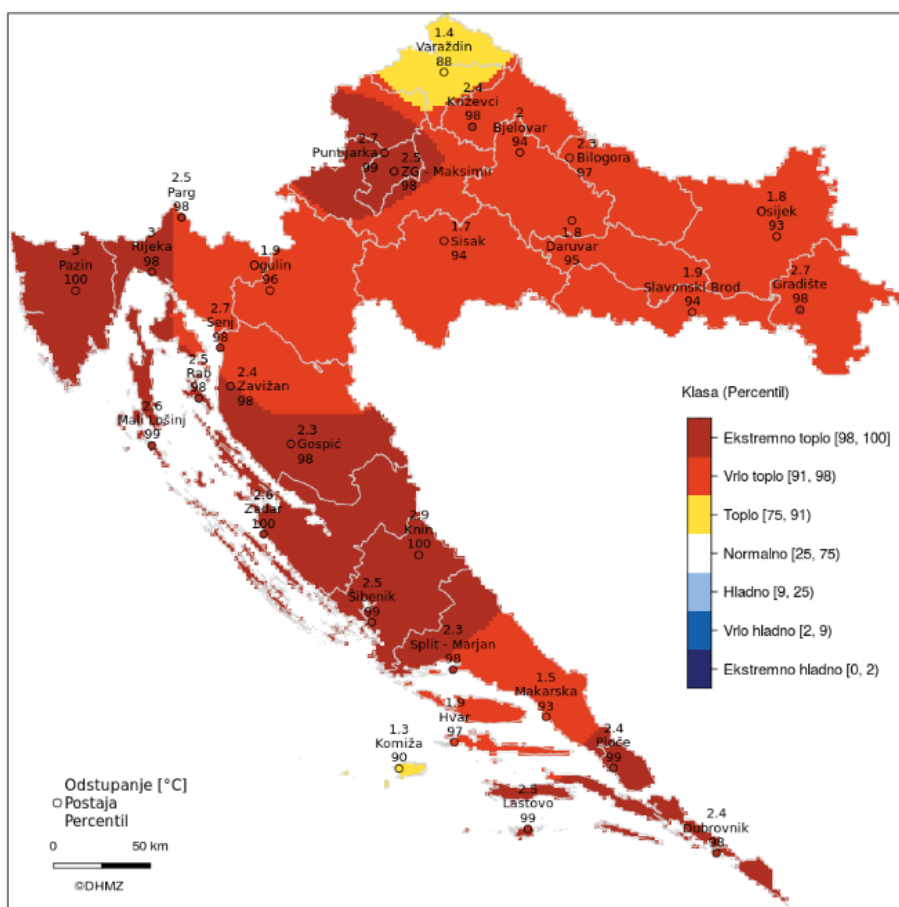 1.4
Varaždin
88
2.4
Križevci
98
2
Bjelovar
94
2.3
Bilogora
97
2.7
Puntijarka
99
2.5
ZG - Maksimir
98
2.5
Parg
98
3
Rijeka
98
3
Pazin
100
1.9
Ogulin
96
1.7
Sisak
94
1.8
Daruvar
95
1.8
Osijek
93
1.9
Slavonski Brod
94
2.7
Gradište
98
2.7
Senj
98
2.5
Rab
98
2.4
Zavižan
98
2.6
Mali Lošinj
99
2.3
Gospić
98
2.6
Zadar
100
2.9
Knin
100
2.5
Šibenik
99
2.3
Split - Marjan
98
1.5
Makarska
93
1.9
Hvar
97
1.3
Komiža
90
2.4
Ploče
99
Lastovo
99
2.4
Dubrovnik
98
Klasa (Percentil)
Ekstremno toplo [98, 100]
Vrlo toplo [91, 98)
Toplo [75, 91)
Normalno [25, 75)
Hladno [9, 25)
Vrlo hladno [2, 9)
Ekstremno hladno [0, 2)
Odstupanje [°C]
Postaja
Percentil
0 50 km
©DHMZ